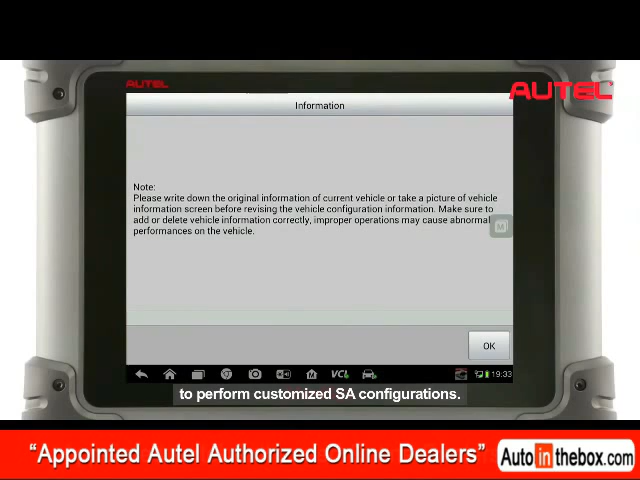 AUTEL
AUTEL
Information
Note:
Please write down the original information of current vehicle or take a picture of vehicle
information screen before revising the vehicle configuration information. Make sure to
add or delete vehicle information correctly, improper operations may cause abnormal
performances on the vehicle.
M
OK
VCI
19:33
to perform customized SA configurations.
“Appointed Autel Authorized Online Dealers”
Autointhebox.com